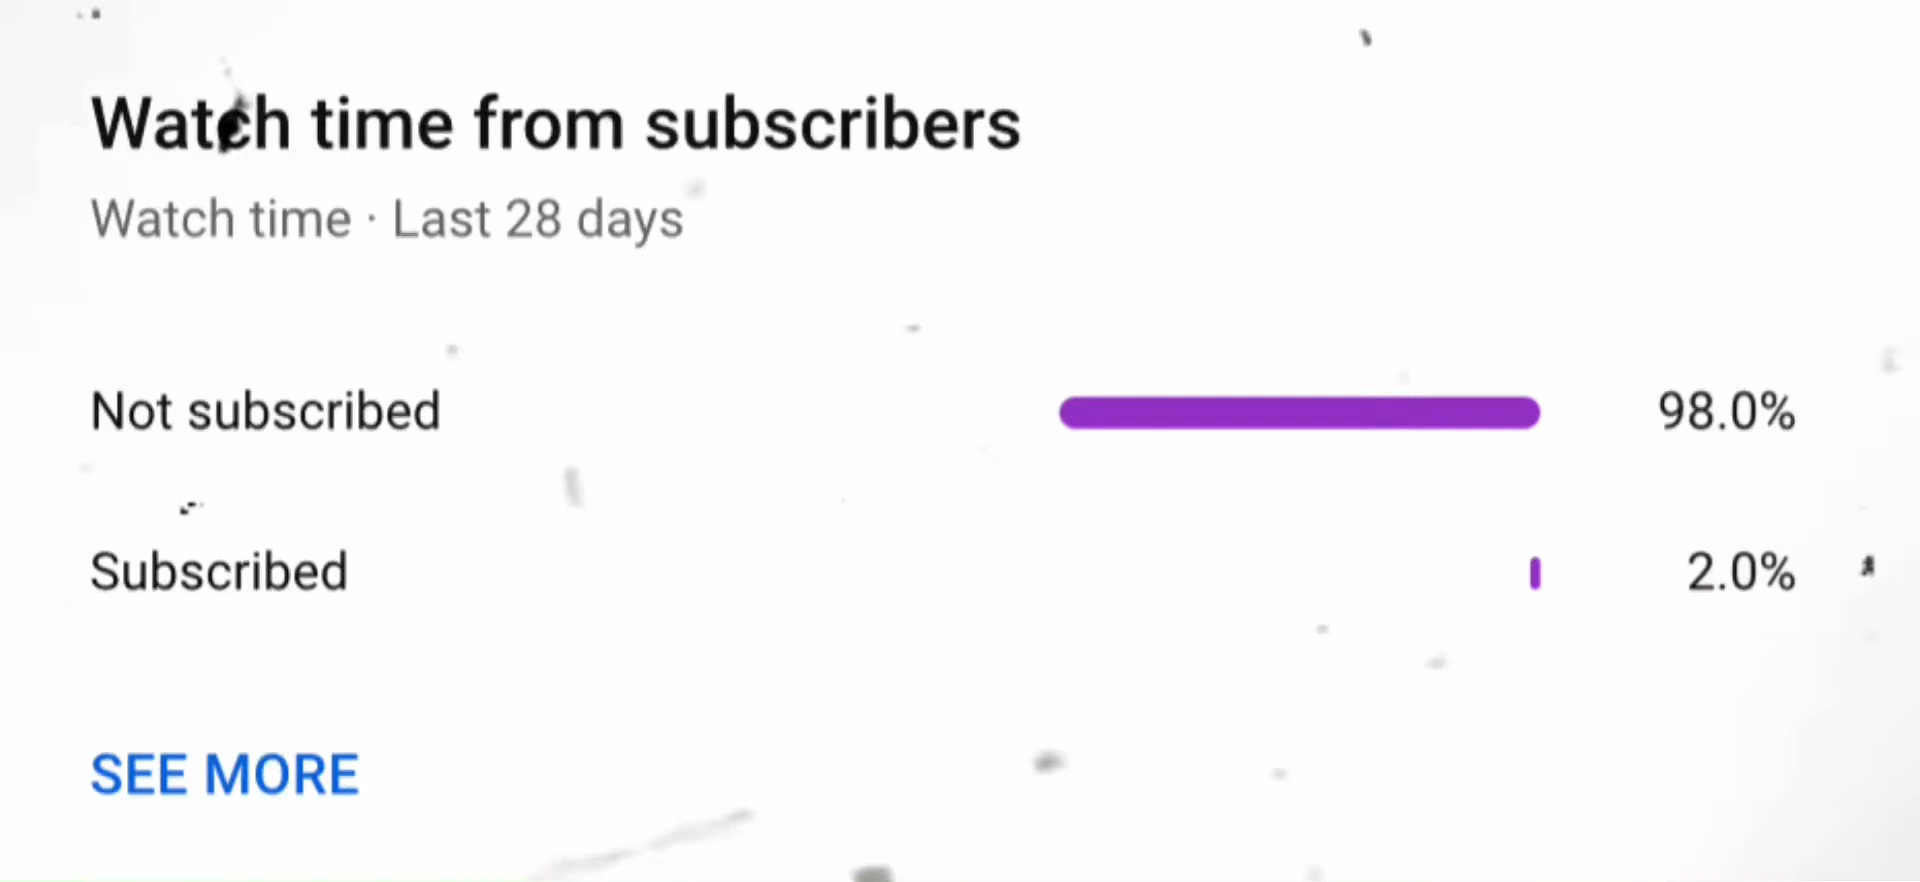 Watch time from subscribers
Watch time · Last 28 days
Not subscribed 98.0%
Subscribed 2.0%
SEE MORE